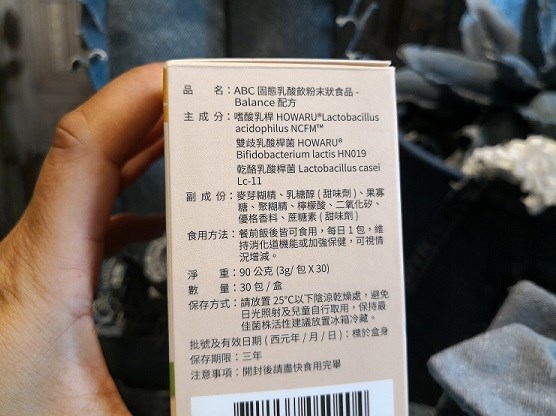 品 名：ABC 固態乳酸飲粉末狀食品 -
Balance 配方
主 成 分：嗜酸乳桿 HOWARU®Lactobacillus
acidophilus NCFM™
雙歧乳酸桿菌 HOWARU®
Bifidobacterium lactis HN019
乾酪乳酸桿菌 Lactobacillus casei
Lc-11
副 成 份：麥芽糊精、乳糖醇 ( 甜味劑 )、果寡
糖、聚糊精、檸檬酸、二氧化矽、
優格香料、蔗糖素 ( 甜味劑 )
食用方法：餐前飯後皆可食用，每日 1 包，維
持消化道機能或加強保健，可視情
況增減。
淨 重：90 公克 (3g/ 包 X 30)
數 量：30 包 / 盒
保存方式：請放置 25°C以下陰涼乾燥處，避免
日光照射及兒童自行取用，保持最
佳菌株活性建議放置冰箱冷藏。
批號及有效日期 ( 西元年 / 月 / 日 )：標於盒身
保存期限：三年
注意事項：開封後請盡快食用完畢